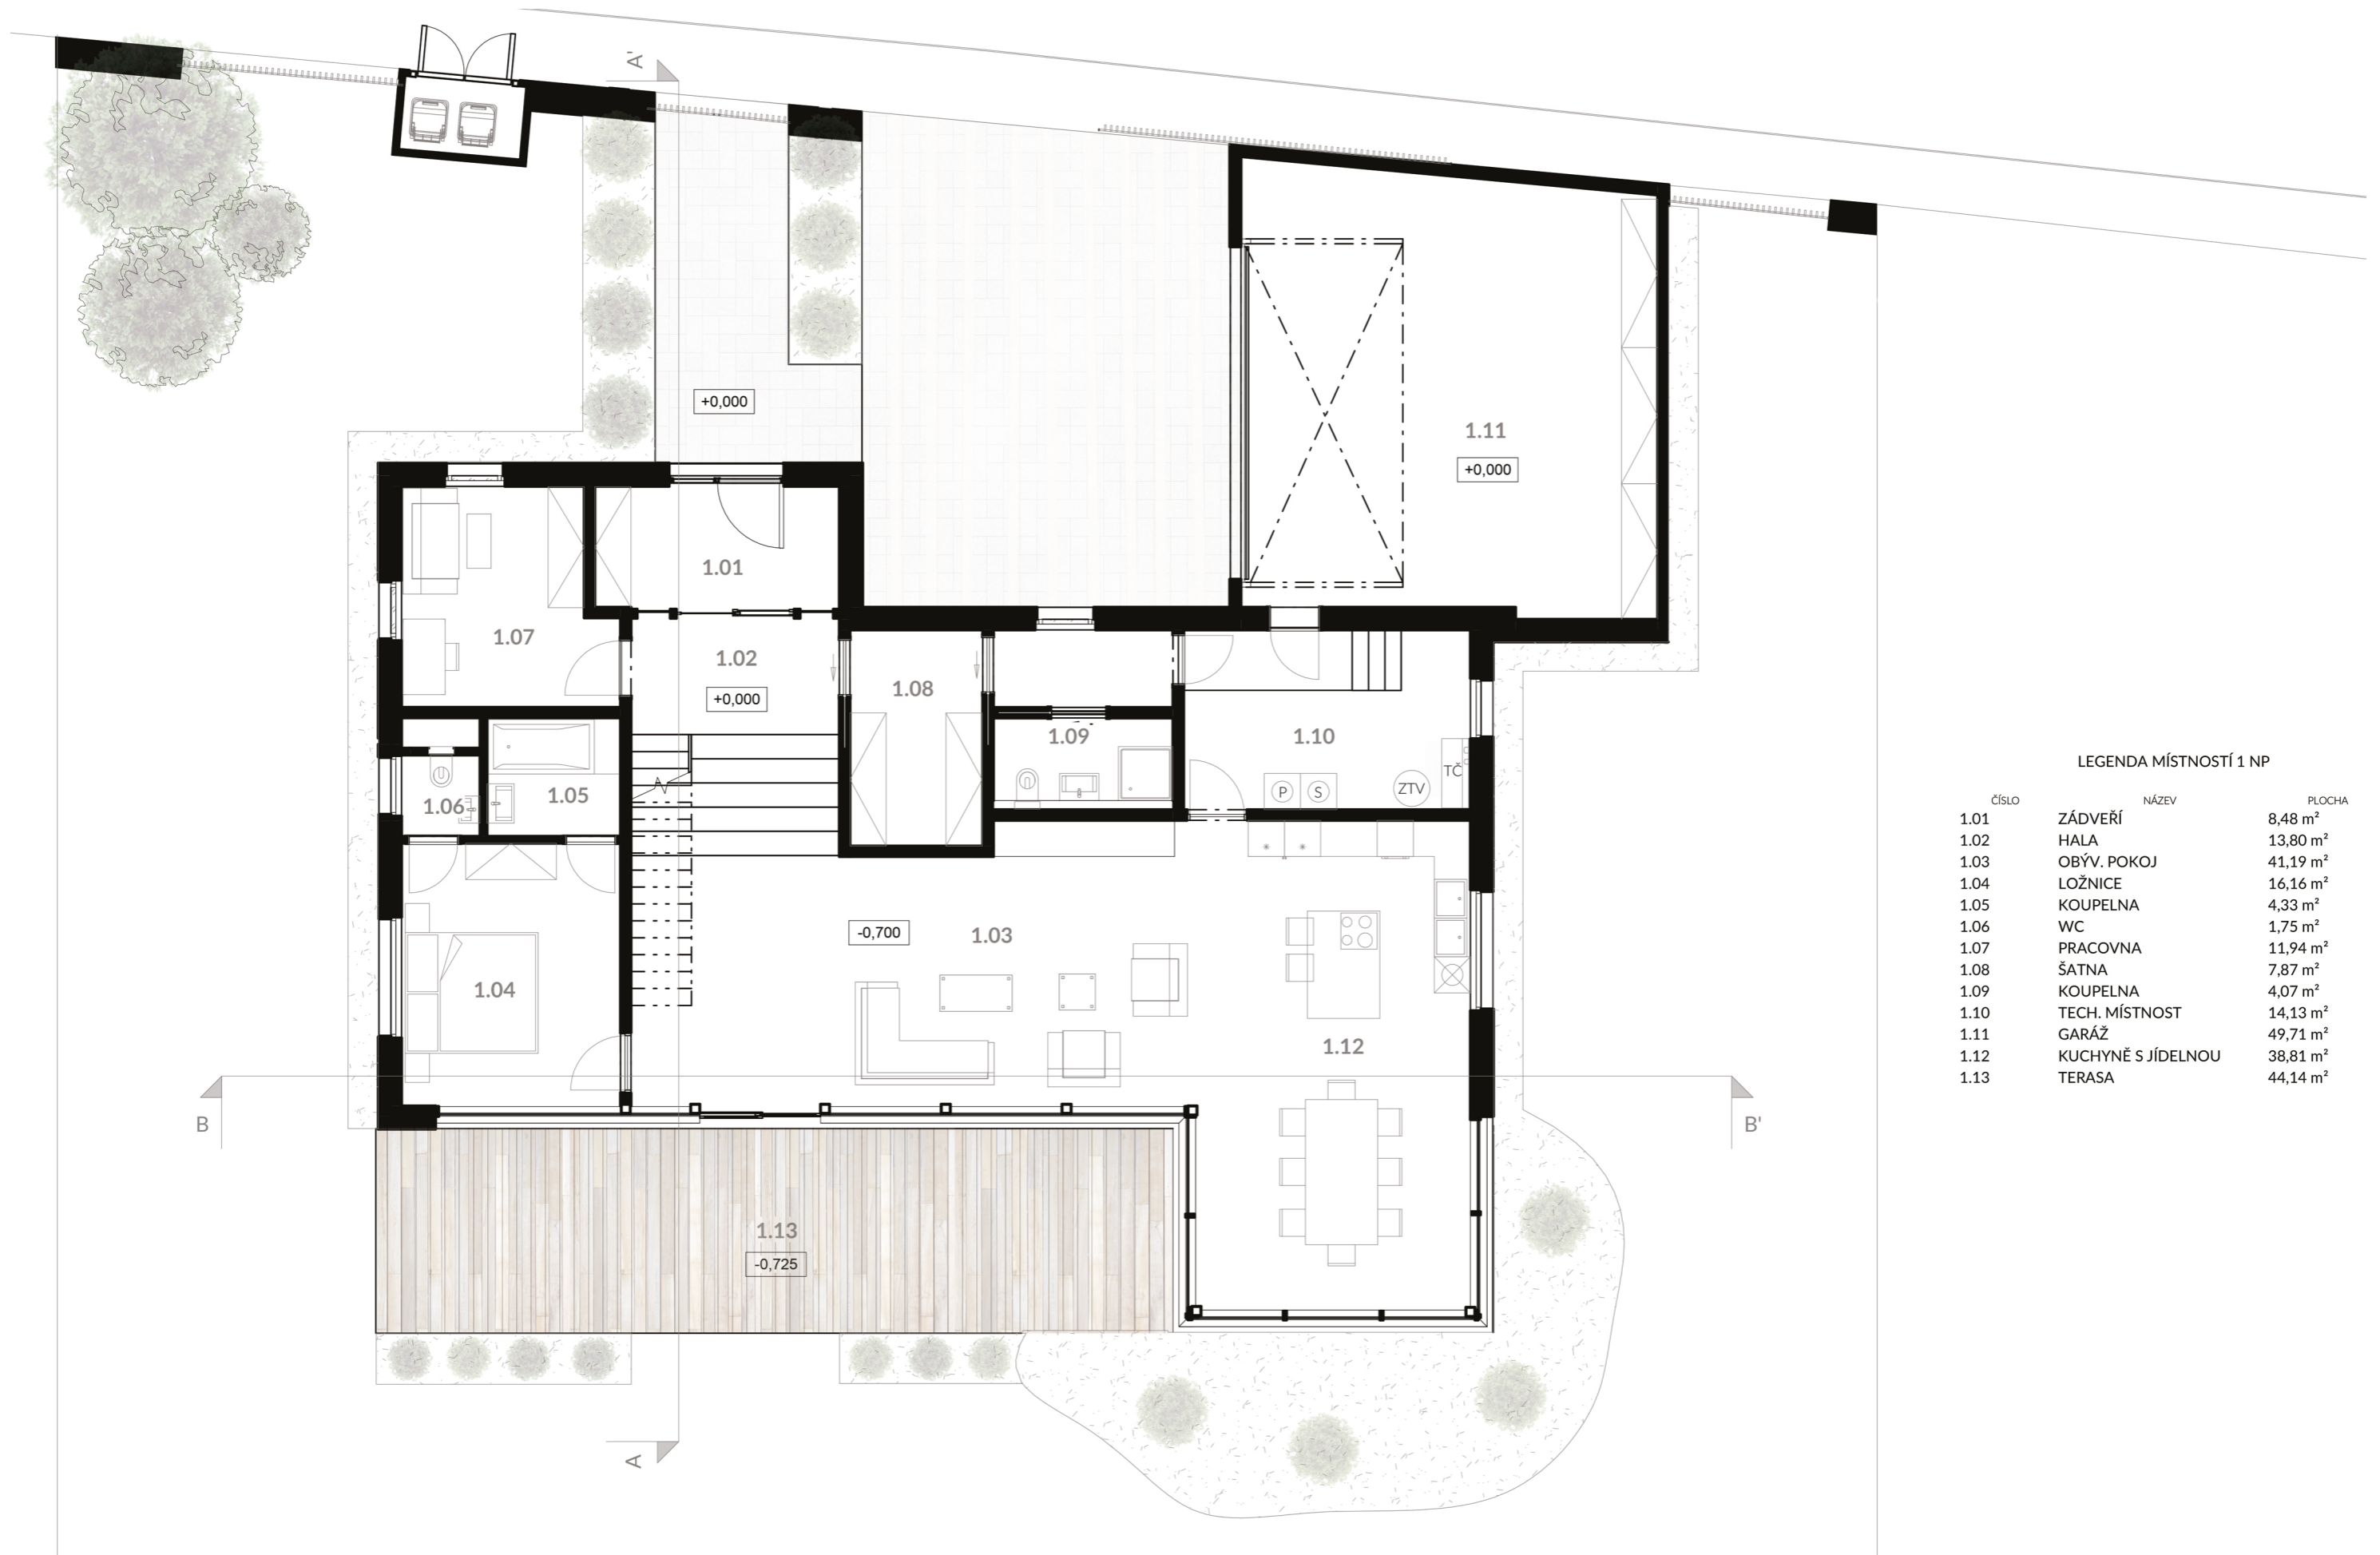 A'
+0,000
1.11
+0,000
1.01
1.07
1.02
+0,000
1.08
1.09
1.10
TČ
P
S
ZTV
1.05
1.06
-0,700
1.03
1.04
1.12
B
B'
1.13
-0,725
A
LEGENDA MÍSTNOSTÍ 1 NP
ČÍSLO NÁZEV PLOCHA
1.01 ZÁDVEŘÍ 8,48 m²
1.02 HALA 13,80 m²
1.03 OBÝV. POKOJ 41,19 m²
1.04 LOŽNICE 16,16 m²
1.05 KOUPELNA 4,33 m²
1.06 WC 1,75 m²
1.07 PRACOVNA 11,94 m²
1.08 ŠATNA 7,87 m²
1.09 KOUPELNA 4,07 m²
1.10 TECH. MÍSTNOST 14,13 m²
1.11 GARÁŽ 49,71 m²
1.12 KUCHYNĚ S JÍDELNOU 38,81 m²
1.13 TERASA 44,14 m²